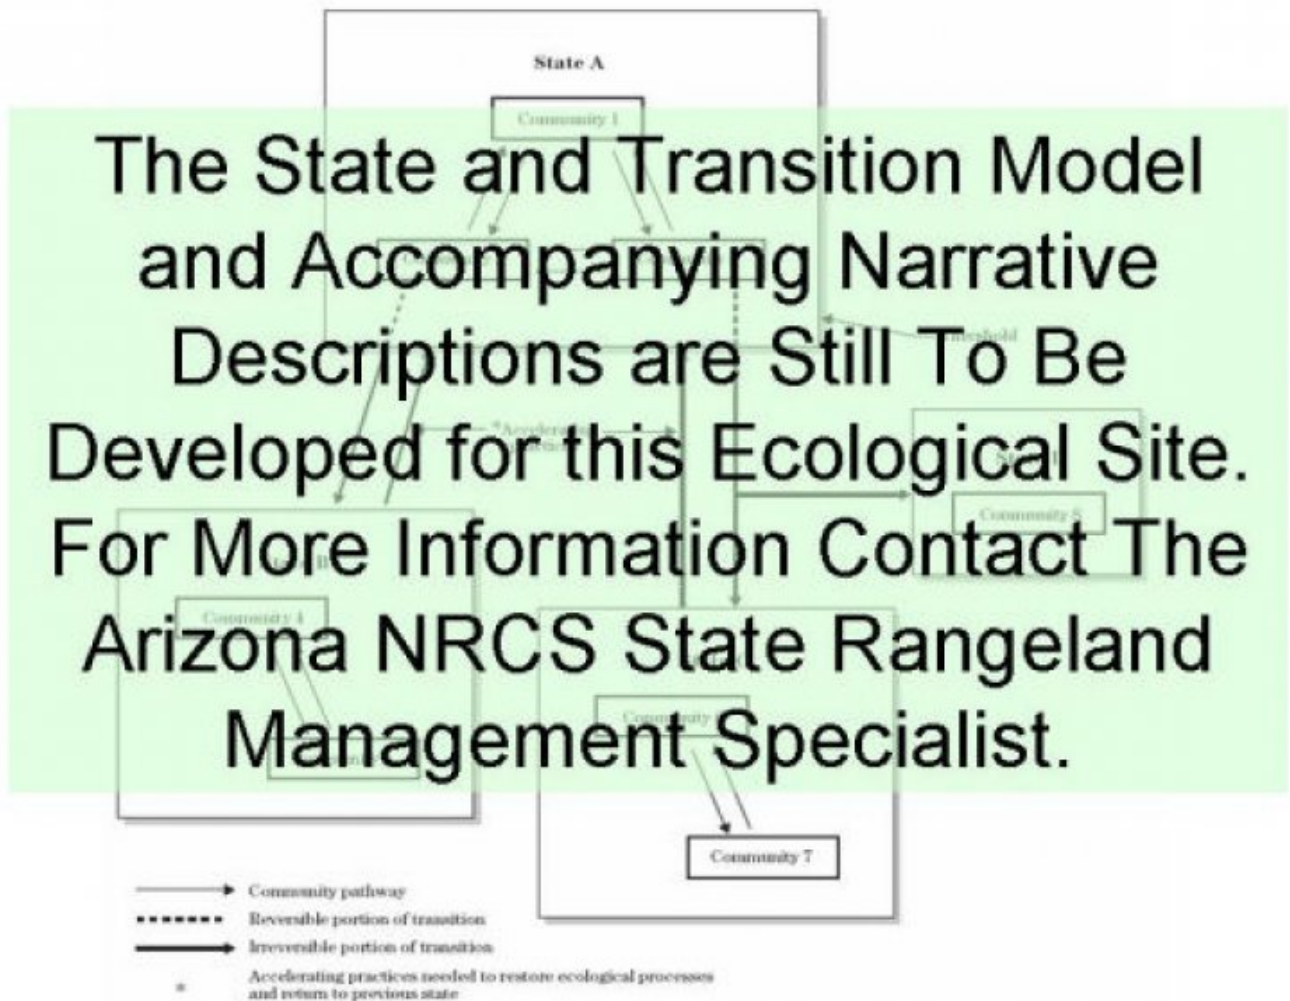 State A
Community 1
The State and Transition Model
and Accompanying Narrative
Descriptions are Still To Be
Developed for this Ecological Site.
For More Information Contact The
Arizona NRCS State Rangeland
Management Specialist.
Community 4
Community 7
Community pathway
Reversible portion of transition
Irreversible portion of transition
* Accelerating practices needed to restore ecological processes
and return to previous state